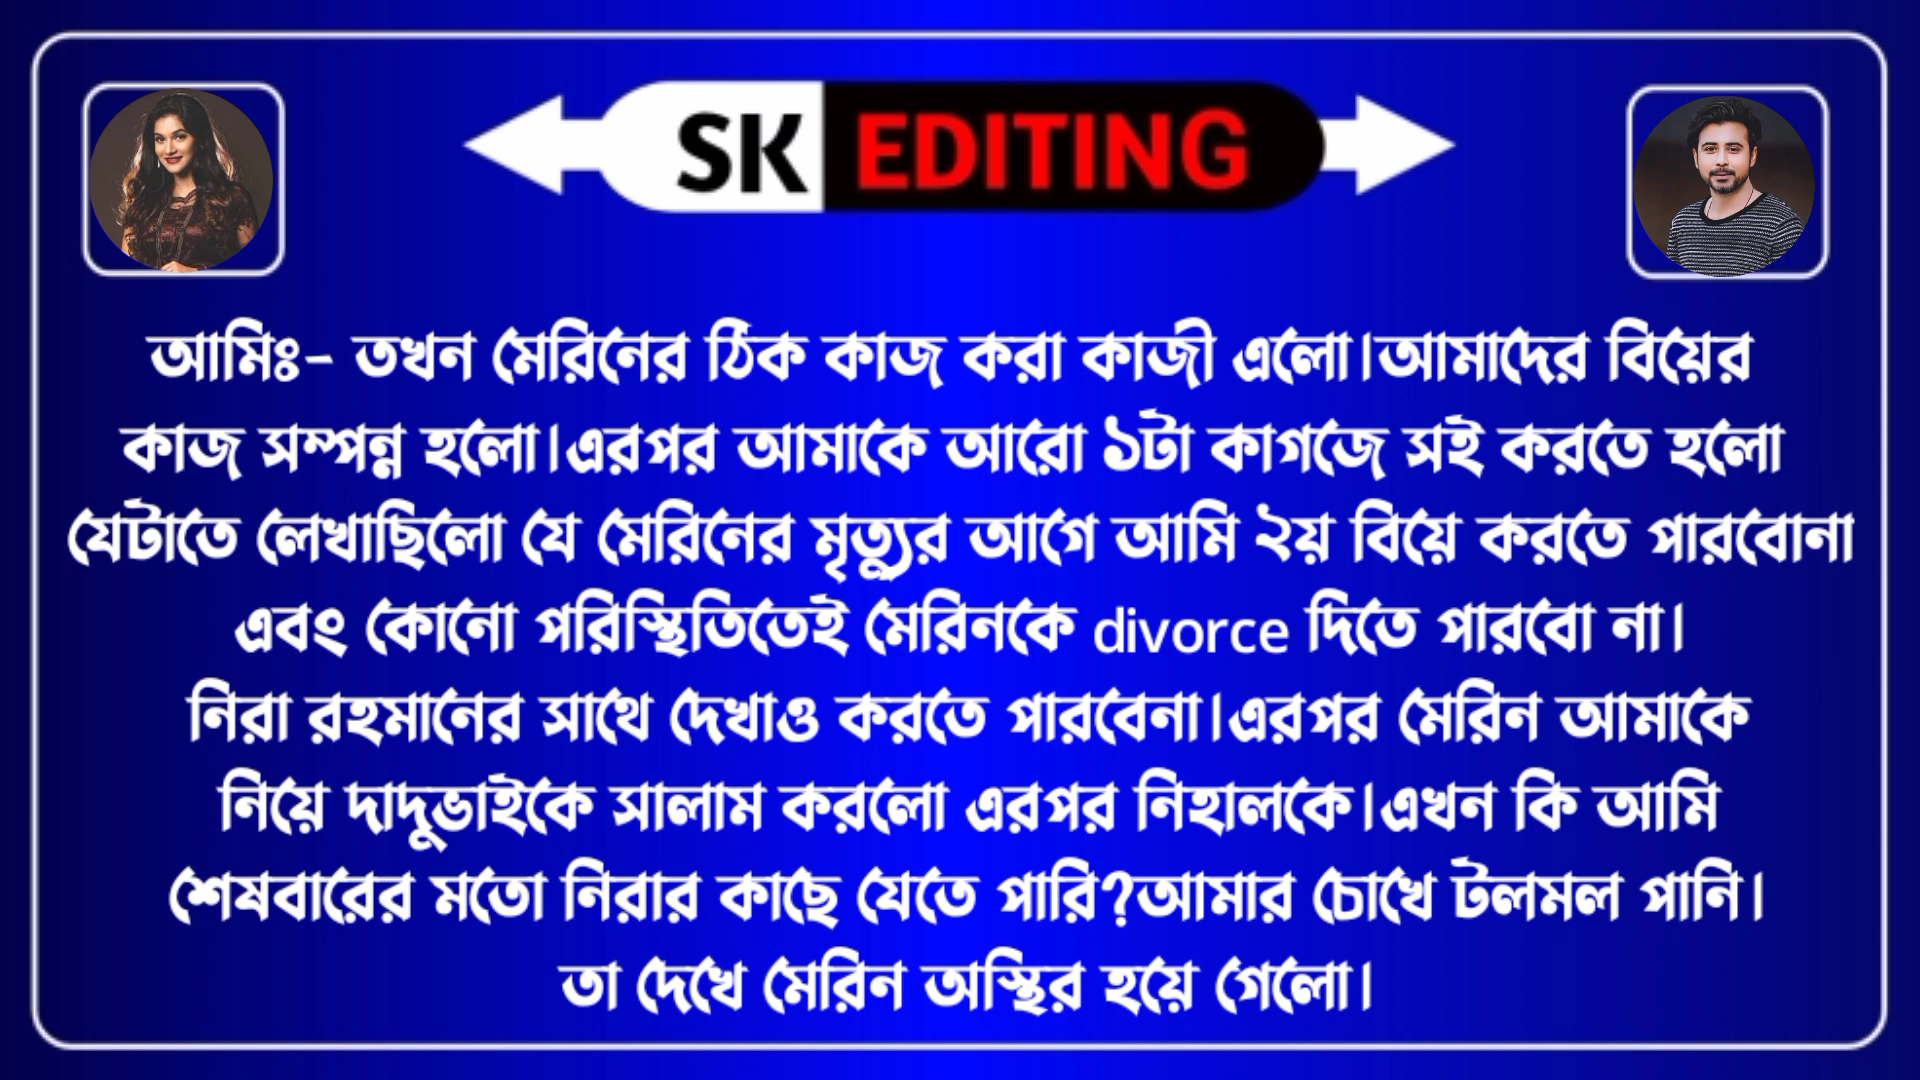 SK EDITING
আমিঃ- তখন মেরিনের ঠিক কাজ করা কাজী এলো।আমাদের বিয়ের
কাজ সম্পন্ন হলো।এরপর আমাকে আরো ১টা কাগজে সই করতে হলো
যেটাতে লেখাছিলো যে মেরিনের মৃত্যুর আগে আমি ২য় বিয়ে করতে পারবোনা
এবং কোনো পরিস্থিতিতেই মেরিনকে divorce দিতে পারবো না।
নিরা রহমানের সাথে দেখাও করতে পারবেনা।এরপর মেরিন আমাকে
নিয়ে দাদুভাইকে সালাম করলো এরপর নিহালকে।এখন কি আমি
শেষবারের মতো নিরার কাছে যেতে পারি?আমার চোখে টলমল পানি।
তা দেখে মেরিন অস্থির হয়ে গেলো।